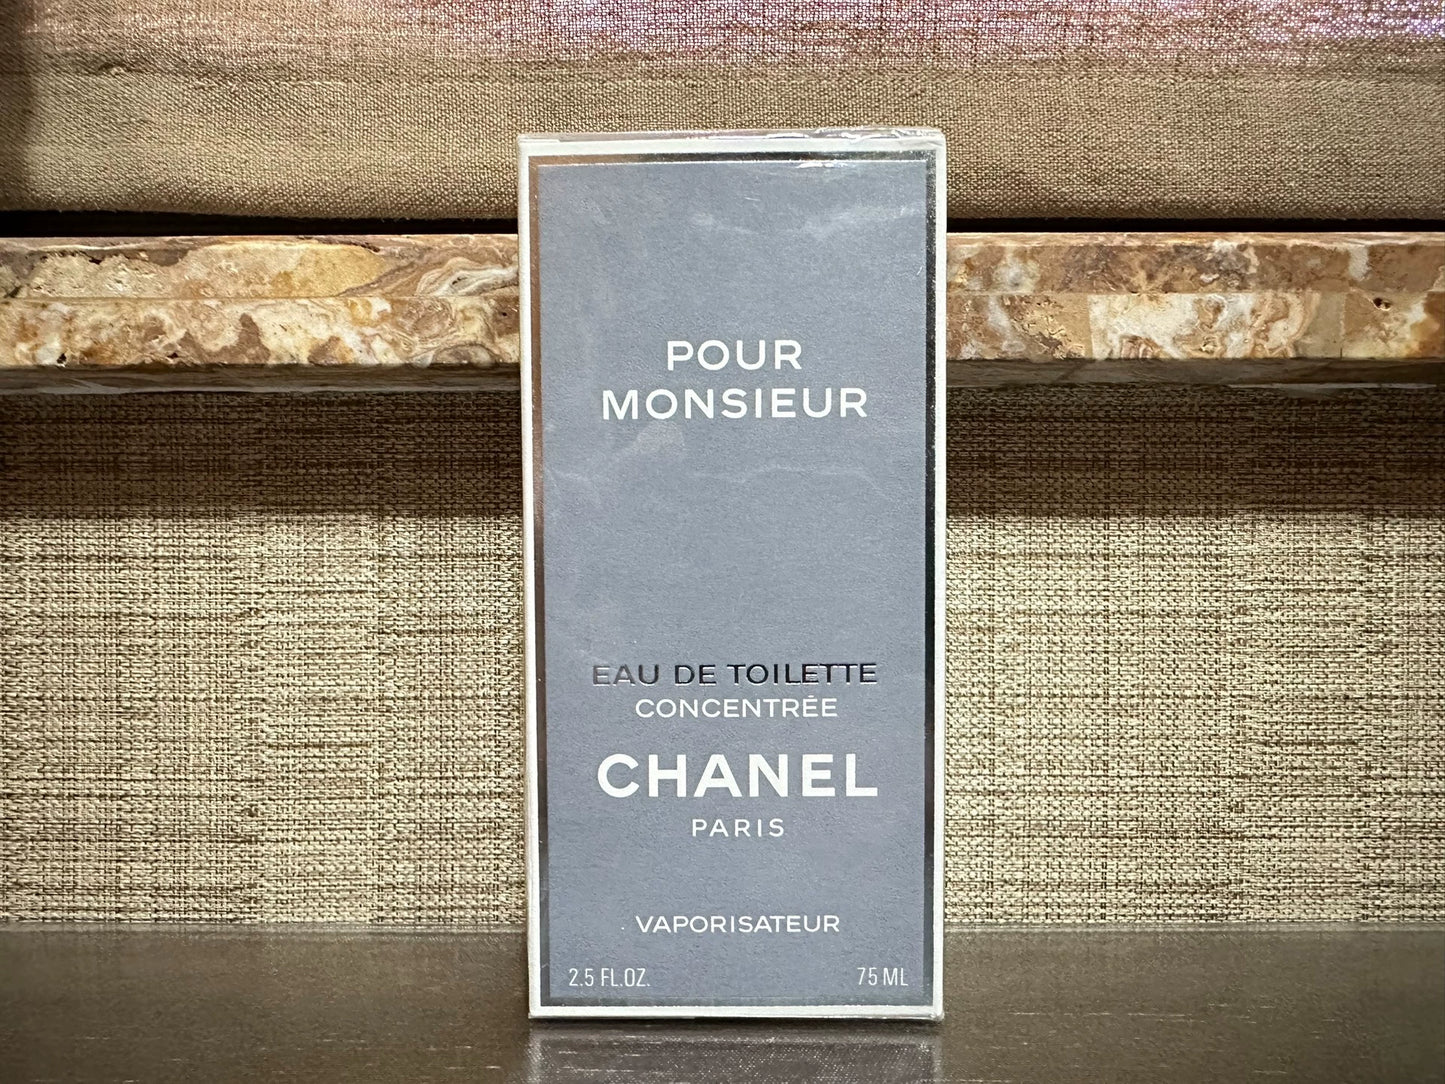 POUR
MONSIEUR
EAU DE TOILETTE
CONCENTRÉE
CHANEL
PARIS
VAPORISATEUR
2.5 FL.OZ. 75 ML